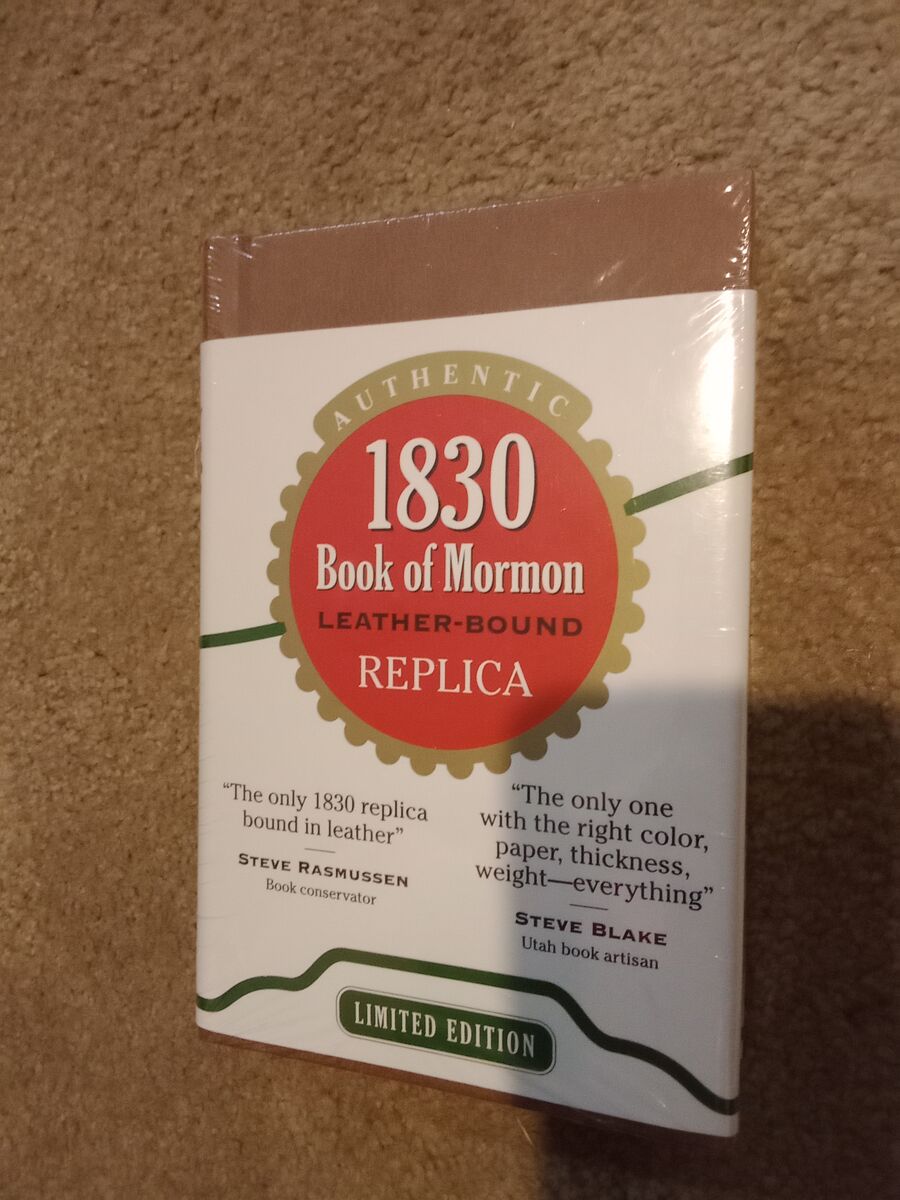 AUTHENTIC
1830
Book of Mormon
LEATHER-BOUND
REPLICA
“The only 1830 replica
bound in leather”
STEVE RASMUSSEN
Book conservator
“The only one
with the right color,
paper, thickness,
weight—everything”
STEVE BLAKE
Utah book artisan
LIMITED EDITION